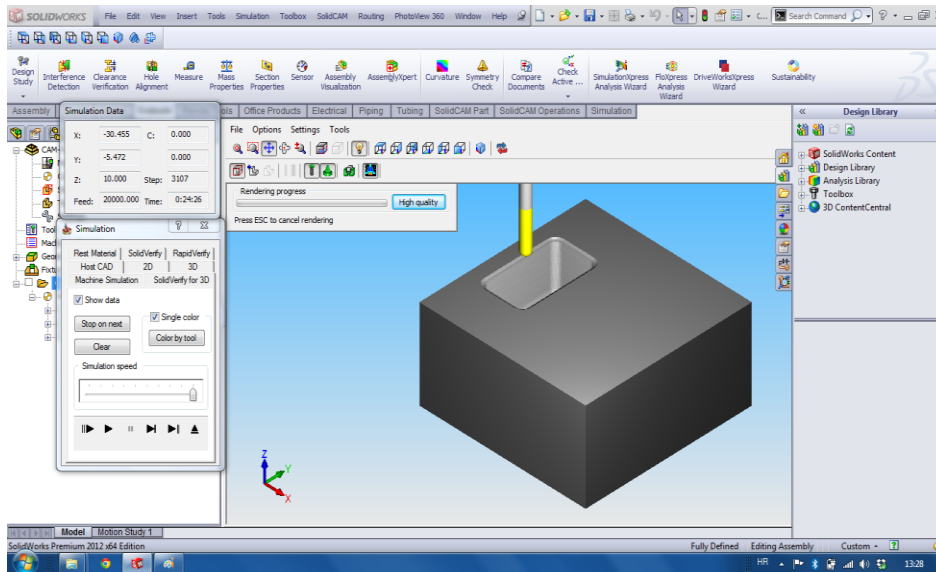 SOLIDWORKS File Edit View Insert Tools Simulation Toolbox SolidCAM Routing PhotoView 360 Window Help C... Search Command
Design Study Interference Detection Clearance Verification Hole Alignment Measure Mass Properties Section Properties Sensor Assembly Visualization AssemblyXpert Curvature Symmetry Check Compare Documents Check Active ... SimulationXpress Analysis Wizard FloXpress Analysis Wizard DriveWorksXpress Wizard Sustainability
Assembly Office Products Electrical Piping Tubing SolidCAM Part SolidCAM Operations Simulation
Design Library
SolidWorks Content
Design Library
Analysis Library
Toolbox
3D ContentCentral
Simulation Data
X: -30.455 C: 0.000
Y: -5.472 0.000
Z: 10.000 Step: 3107
Feed: 20000.000 Time: 0:24:26
File Options Settings Tools
Rendering progress
High quality
Press ESC to cancel rendering
CAM-
Tool
Mac
Geo
Fixtu
Simulation
Rest Material SolidVerify RapidVerify
Host CAD 2D 3D
Machine Simulation SolidVerify for 3D
Show data
Stop on next
Single color
Clear
Color by tool
Simulation speed
Z
Y
X
Model Motion Study 1
SolidWorks Premium 2012 x64 Edition Fully Defined Editing Assembly Custom
HR 13:28